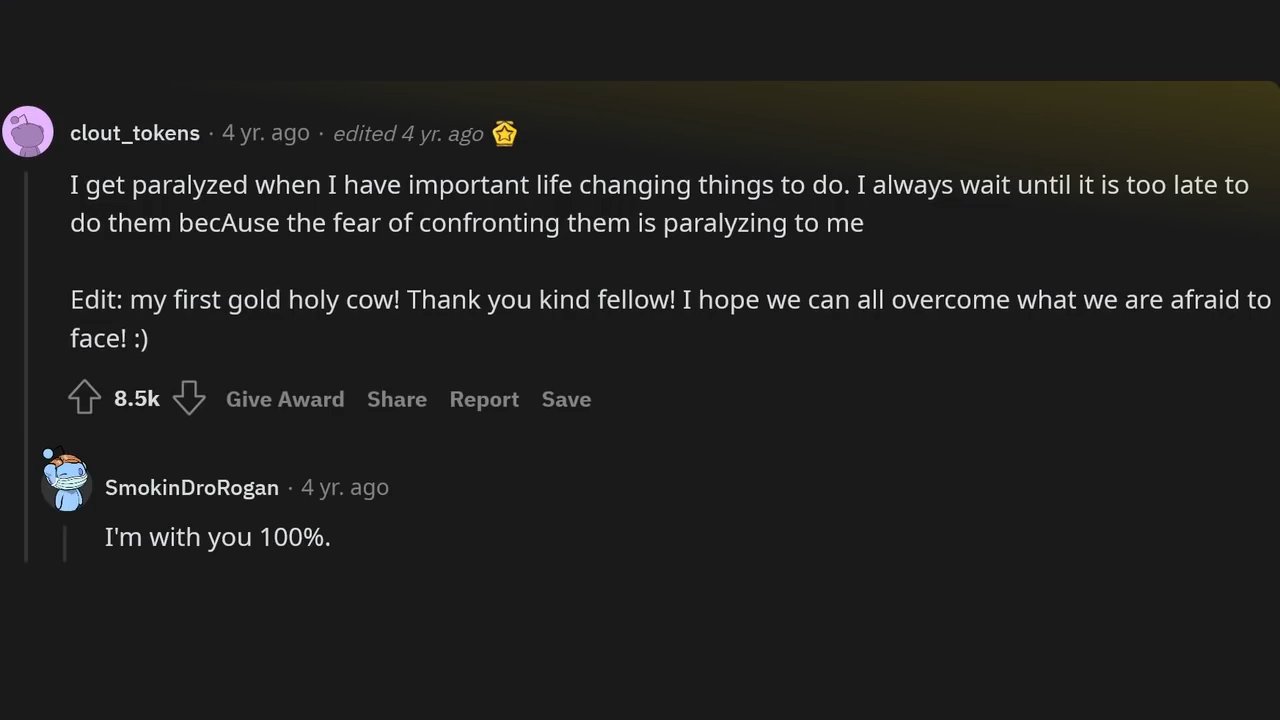 clout_tokens · 4 yr. ago · edited 4 yr. ago
I get paralyzed when I have important life changing things to do. I always wait until it is too late to
do them becAuse the fear of confronting them is paralyzing to me
Edit: my first gold holy cow! Thank you kind fellow! I hope we can all overcome what we are afraid to
face! :)
8.5k Give Award Share Report Save
SmokinDroRogan · 4 yr. ago
I'm with you 100%.